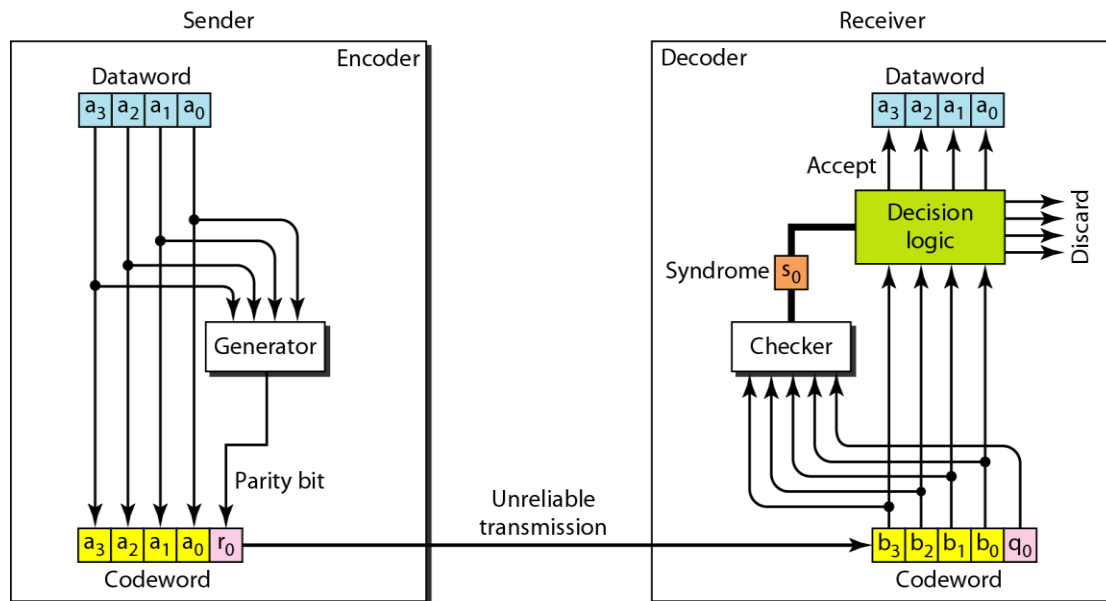 Sender
Encoder
Dataword
a3 a2 a1 a0
Generator
Parity bit
a3 a2 a1 a0 r0
Codeword
Unreliable
transmission
Receiver
Decoder
Dataword
a3 a2 a1 a0
Accept
Decision
logic
Discard
Syndrome
s0
Checker
b3 b2 b1 b0 q0
Codeword